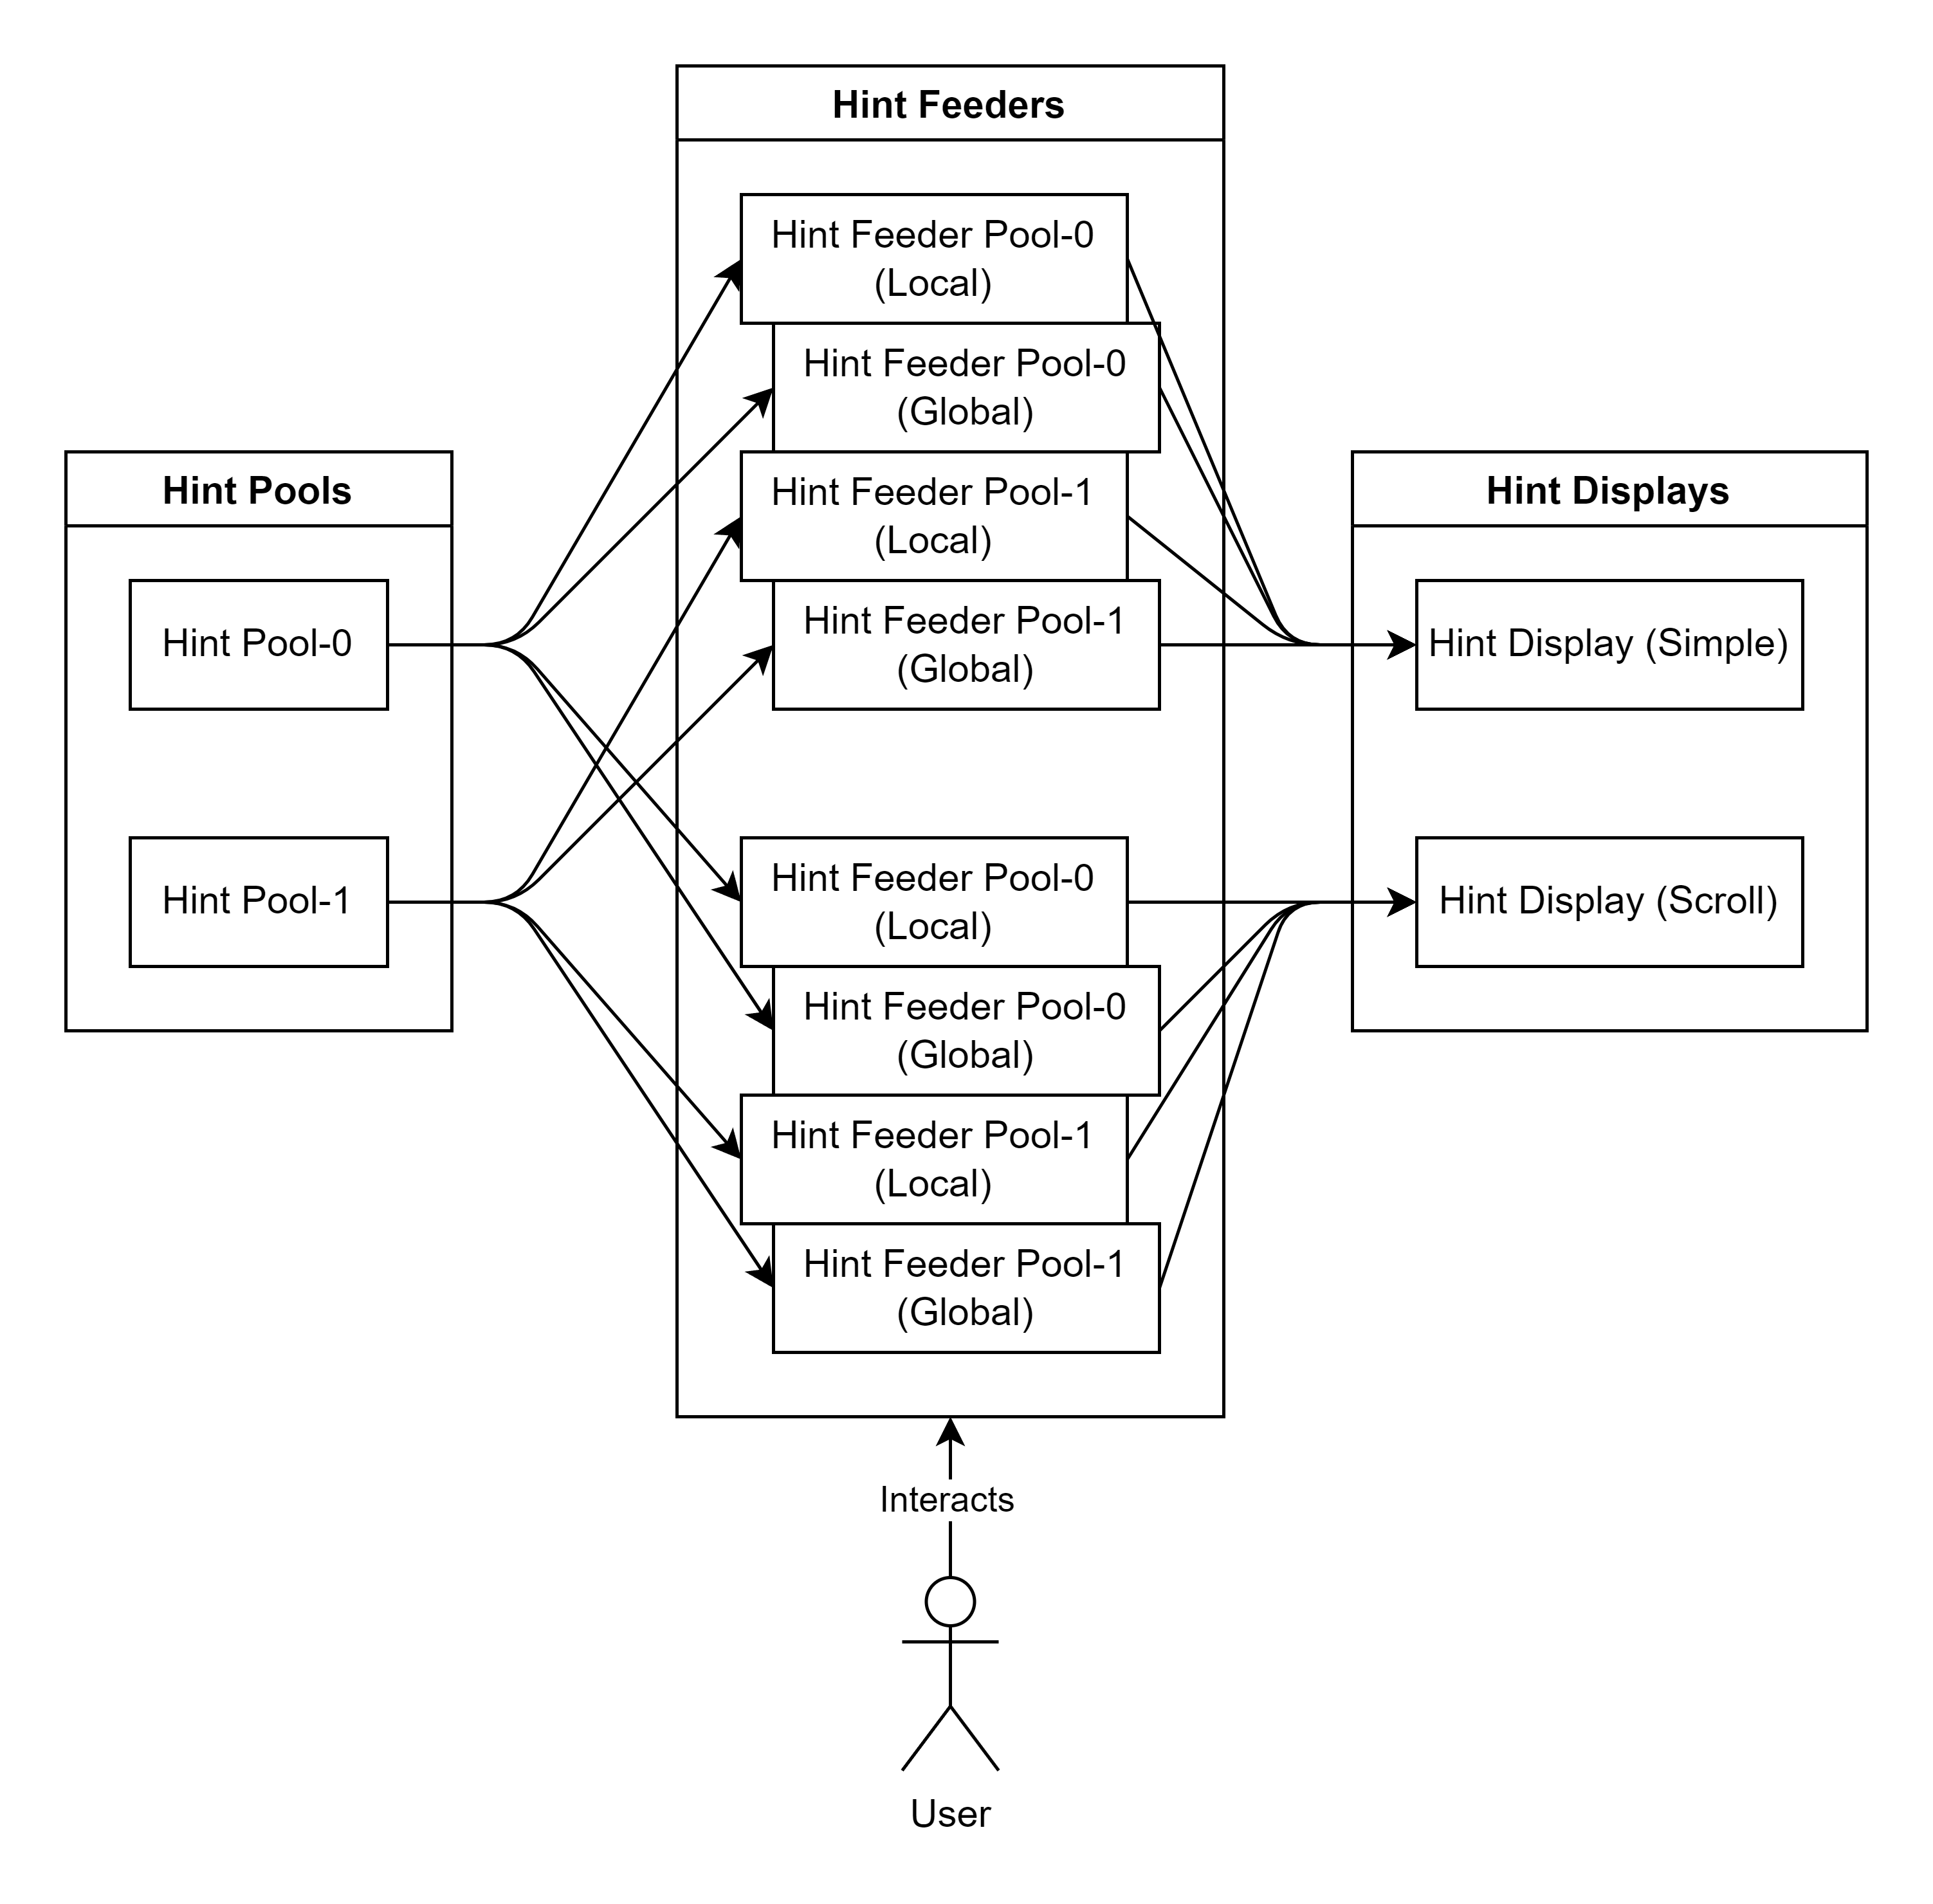 Hint Feeders
Hint Feeder Pool-0
(Local)
Hint Feeder Pool-0
(Global)
Hint Feeder Pool-1
(Local)
Hint Feeder Pool-1
(Global)
Hint Feeder Pool-0
(Local)
Hint Feeder Pool-0
(Global)
Hint Feeder Pool-1
(Local)
Hint Feeder Pool-1
(Global)
Hint Pools
Hint Pool-0
Hint Pool-1
Hint Displays
Hint Display (Simple)
Hint Display (Scroll)
Interacts
User